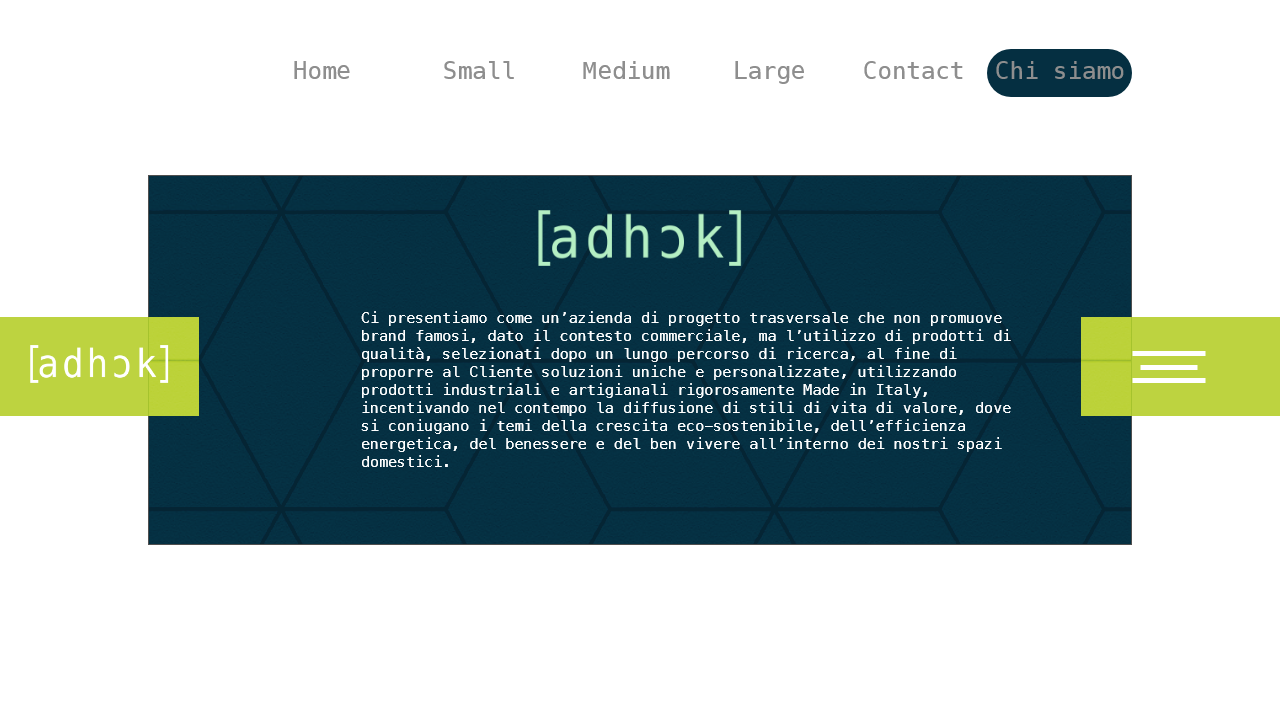 Home Small Medium Large Contact Chi siamo
[adhɔk]
Ci presentiamo come un’azienda di progetto trasversale che non promuove
brand famosi, dato il contesto commerciale, ma l’utilizzo di prodotti di
qualità, selezionati dopo un lungo percorso di ricerca, al fine di
proporre al Cliente soluzioni uniche e personalizzate, utilizzando
prodotti industriali e artigianali rigorosamente Made in Italy,
incentivando nel contempo la diffusione di stili di vita di valore, dove
si coniugano i temi della crescita eco–sostenibile, dell’efficienza
energetica, del benessere e del ben vivere all’interno dei nostri spazi
domestici.
[adhɔk]